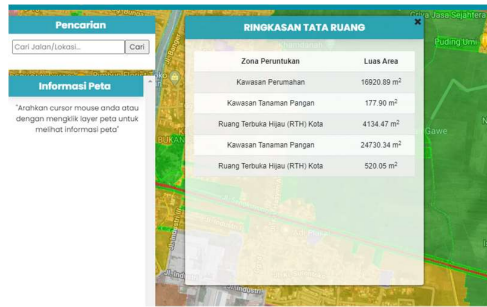 Pencarian
Cari Jalan/Lokasi...
Cari
Informasi Peta
"Arahkan cursor mouse anda atau
dengan mengklik layer peta untuk
melihat informasi peta"
RINGKASAN TATA RUANG
Zona Peruntukan Luas Area
Kawasan Perumahan 16920.89 m²
Kawasan Tanaman Pangan 177.90 m²
Ruang Terbuka Hijau (RTH) Kota 4134.47 m²
Kawasan Tanaman Pangan 24730.34 m²
Ruang Terbuka Hijau (RTH) Kota 520.05 m²
Puding Umi
Gawe
BUKAN